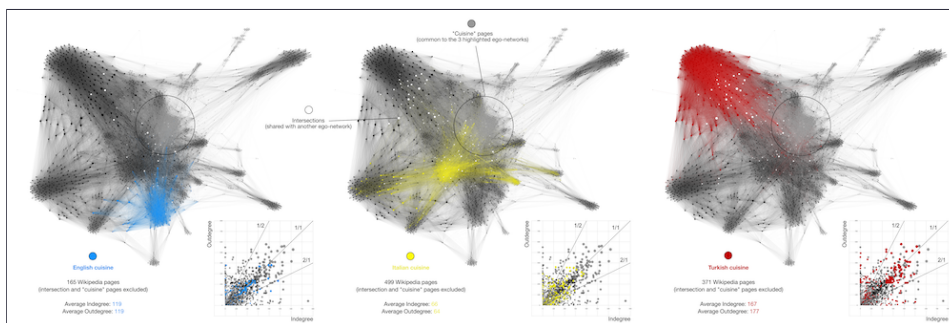 "Cuisine" pages
(common to the 3 highlighted ego-networks)
Intersections
(shared with another ego-network)
English cuisine
165 Wikipedia pages
(intersection and "cuisine" pages excluded)
Average Indegree: 119
Average Outdegree: 119
Outdegree
1/2
1/1
2/1
Indegree
Italian cuisine
499 Wikipedia pages
(intersection and "cuisine" pages excluded)
Average Indegree:
Average Outdegree:
Outdegree
1/2
1/1
2/1
Indegree
Turkish cuisine
371 Wikipedia pages
(intersection and "cuisine" pages excluded)
Average Indegree: 167
Average Outdegree: 177
Outdegree
1/2
1/1
2/1
Indegree